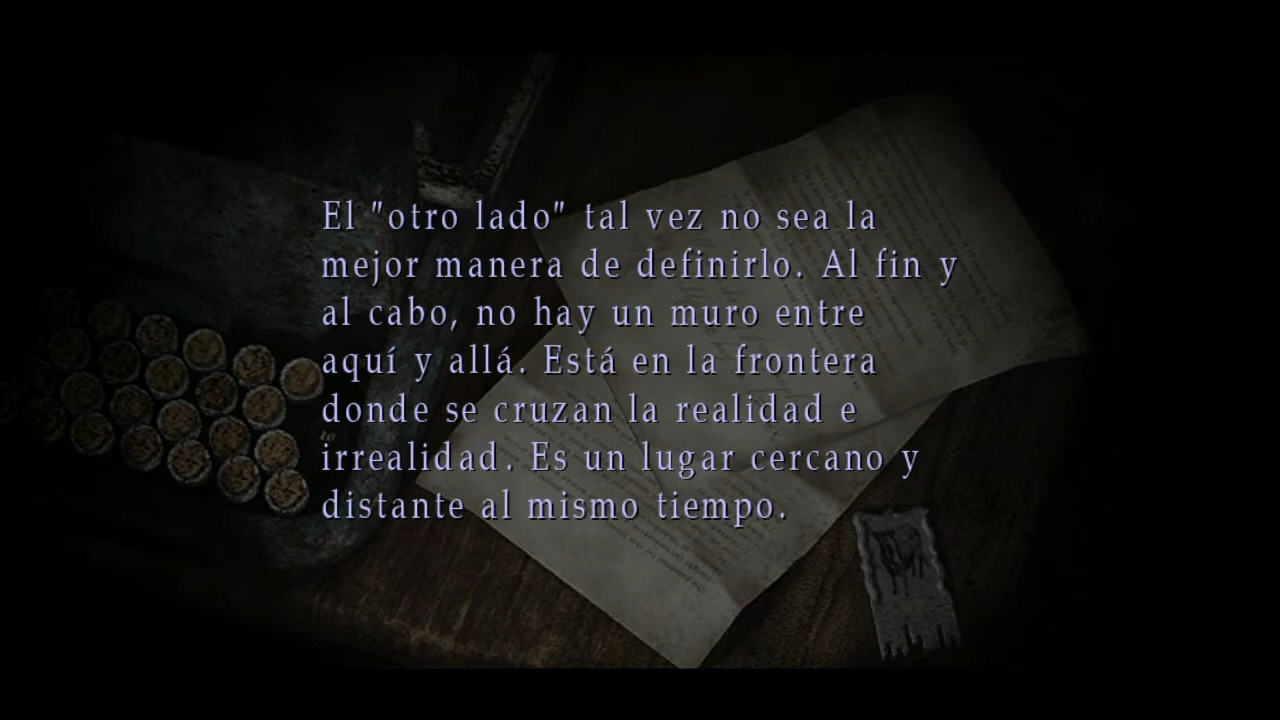 El "otro lado" tal vez no sea la
mejor manera de definirlo. Al fin y
al cabo, no hay un muro entre
aquí y allá. Está en la frontera
donde se cruzan la realidad e
irrealidad. Es un lugar cercano y
distante al mismo tiempo.